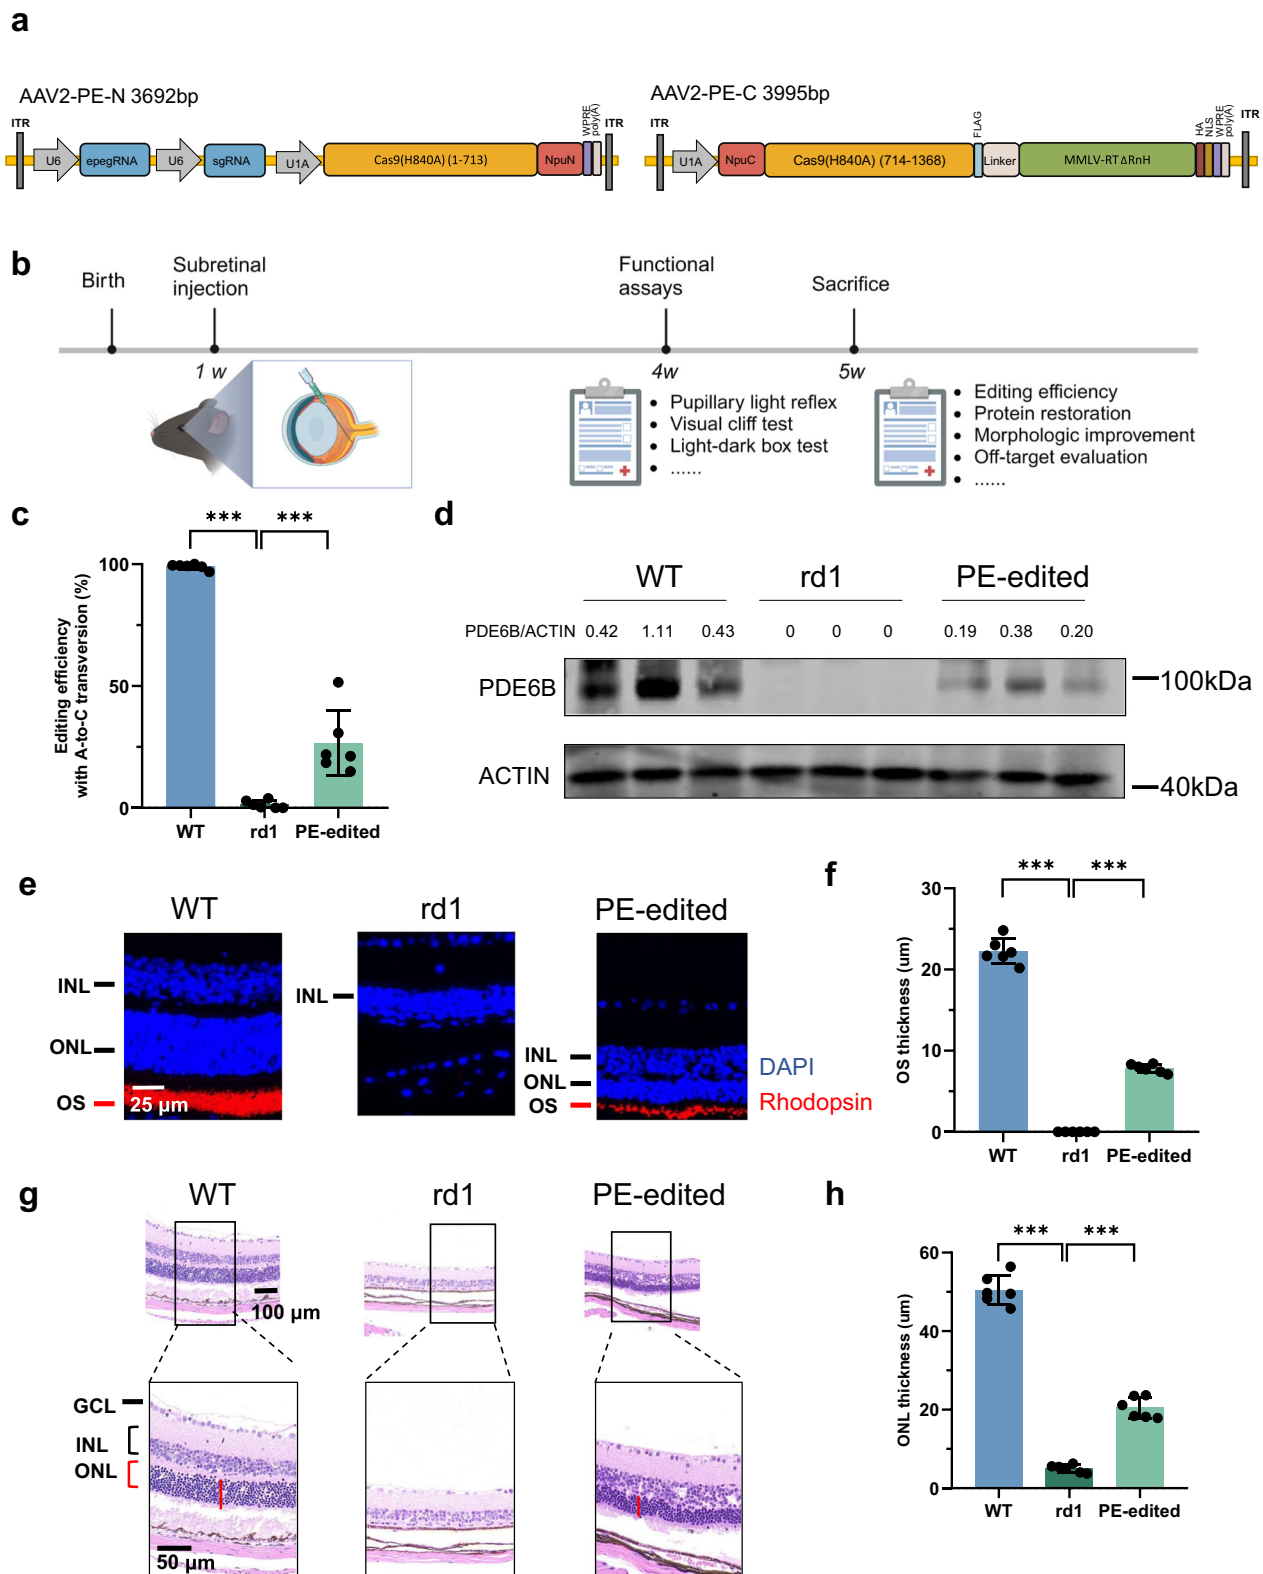 a
AAV2-PE-N 3692bp
ITR
U6
epegRNA
U6
sgRNA
U1A
Cas9(H840A) (1-713)
NpuN
WPRE
poly(A)
ITR
AAV2-PE-C 3995bp
ITR
U1A
NpuC
Cas9(H840A) (714-1368)
FLAG
Linker
MMLV-RTΔRnH
HA
NLS
WPRE
poly(A)
ITR
b
Birth
Subretinal
injection
Functional
assays
Sacrifice
1 w
4w
5w
• Pupillary light reflex
• Visual cliff test
• Light-dark box test
• ......
• Editing efficiency
• Protein restoration
• Morphologic improvement
• Off-target evaluation
• ......
c
*** ***
Editing efficiency
with A-to-C transversion (%)
100
50
0
WT rd1 PE-edited
d
WT rd1 PE-edited
PDE6B/ACTIN 0.42 1.11 0.43 0 0 0 0.19 0.38 0.20
PDE6B
100kDa
ACTIN
40kDa
e
WT rd1 PE-edited
INL
ONL
OS
25 μm
INL
INL
ONL
OS
DAPI
Rhodopsin
f
*** ***
OS thickness (um)
30
20
10
0
WT rd1 PE-edited
g
WT rd1 PE-edited
100 μm
GCL
INL
ONL
50 μm
h
*** ***
ONL thickness (um)
60
40
20
0
WT rd1 PE-edited